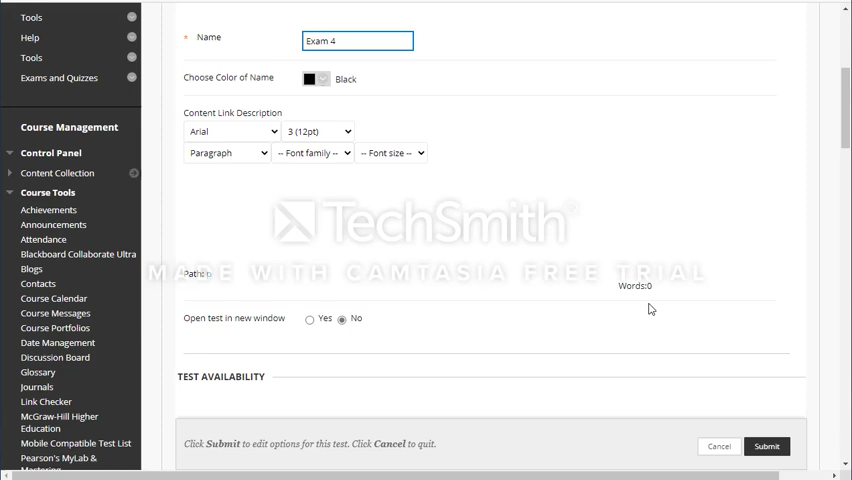 Tools
Help
Tools
Exams and Quizzes
Course Management
Control Panel
Content Collection
Course Tools
Achievements
Announcements
Attendance
Blackboard Collaborate Ultra
Blogs
Contacts
Course Calendar
Course Messages
Course Portfolios
Date Management
Discussion Board
Glossary
Journals
Link Checker
McGraw-Hill Higher
Education
Mobile Compatible Test List
Pearson's MyLab &
Mastering
* Name Exam 4
Choose Color of Name Black
Content Link Description
Arial 3 (12pt)
Paragraph -- Font family -- -- Font size --
TechSmith®
MADE WITH CAMTASIA FREE TRIAL
Path: p
Words:0
Open test in new window Yes No
TEST AVAILABILITY
Click Submit to edit options for this test. Click Cancel to quit.
Cancel Submit